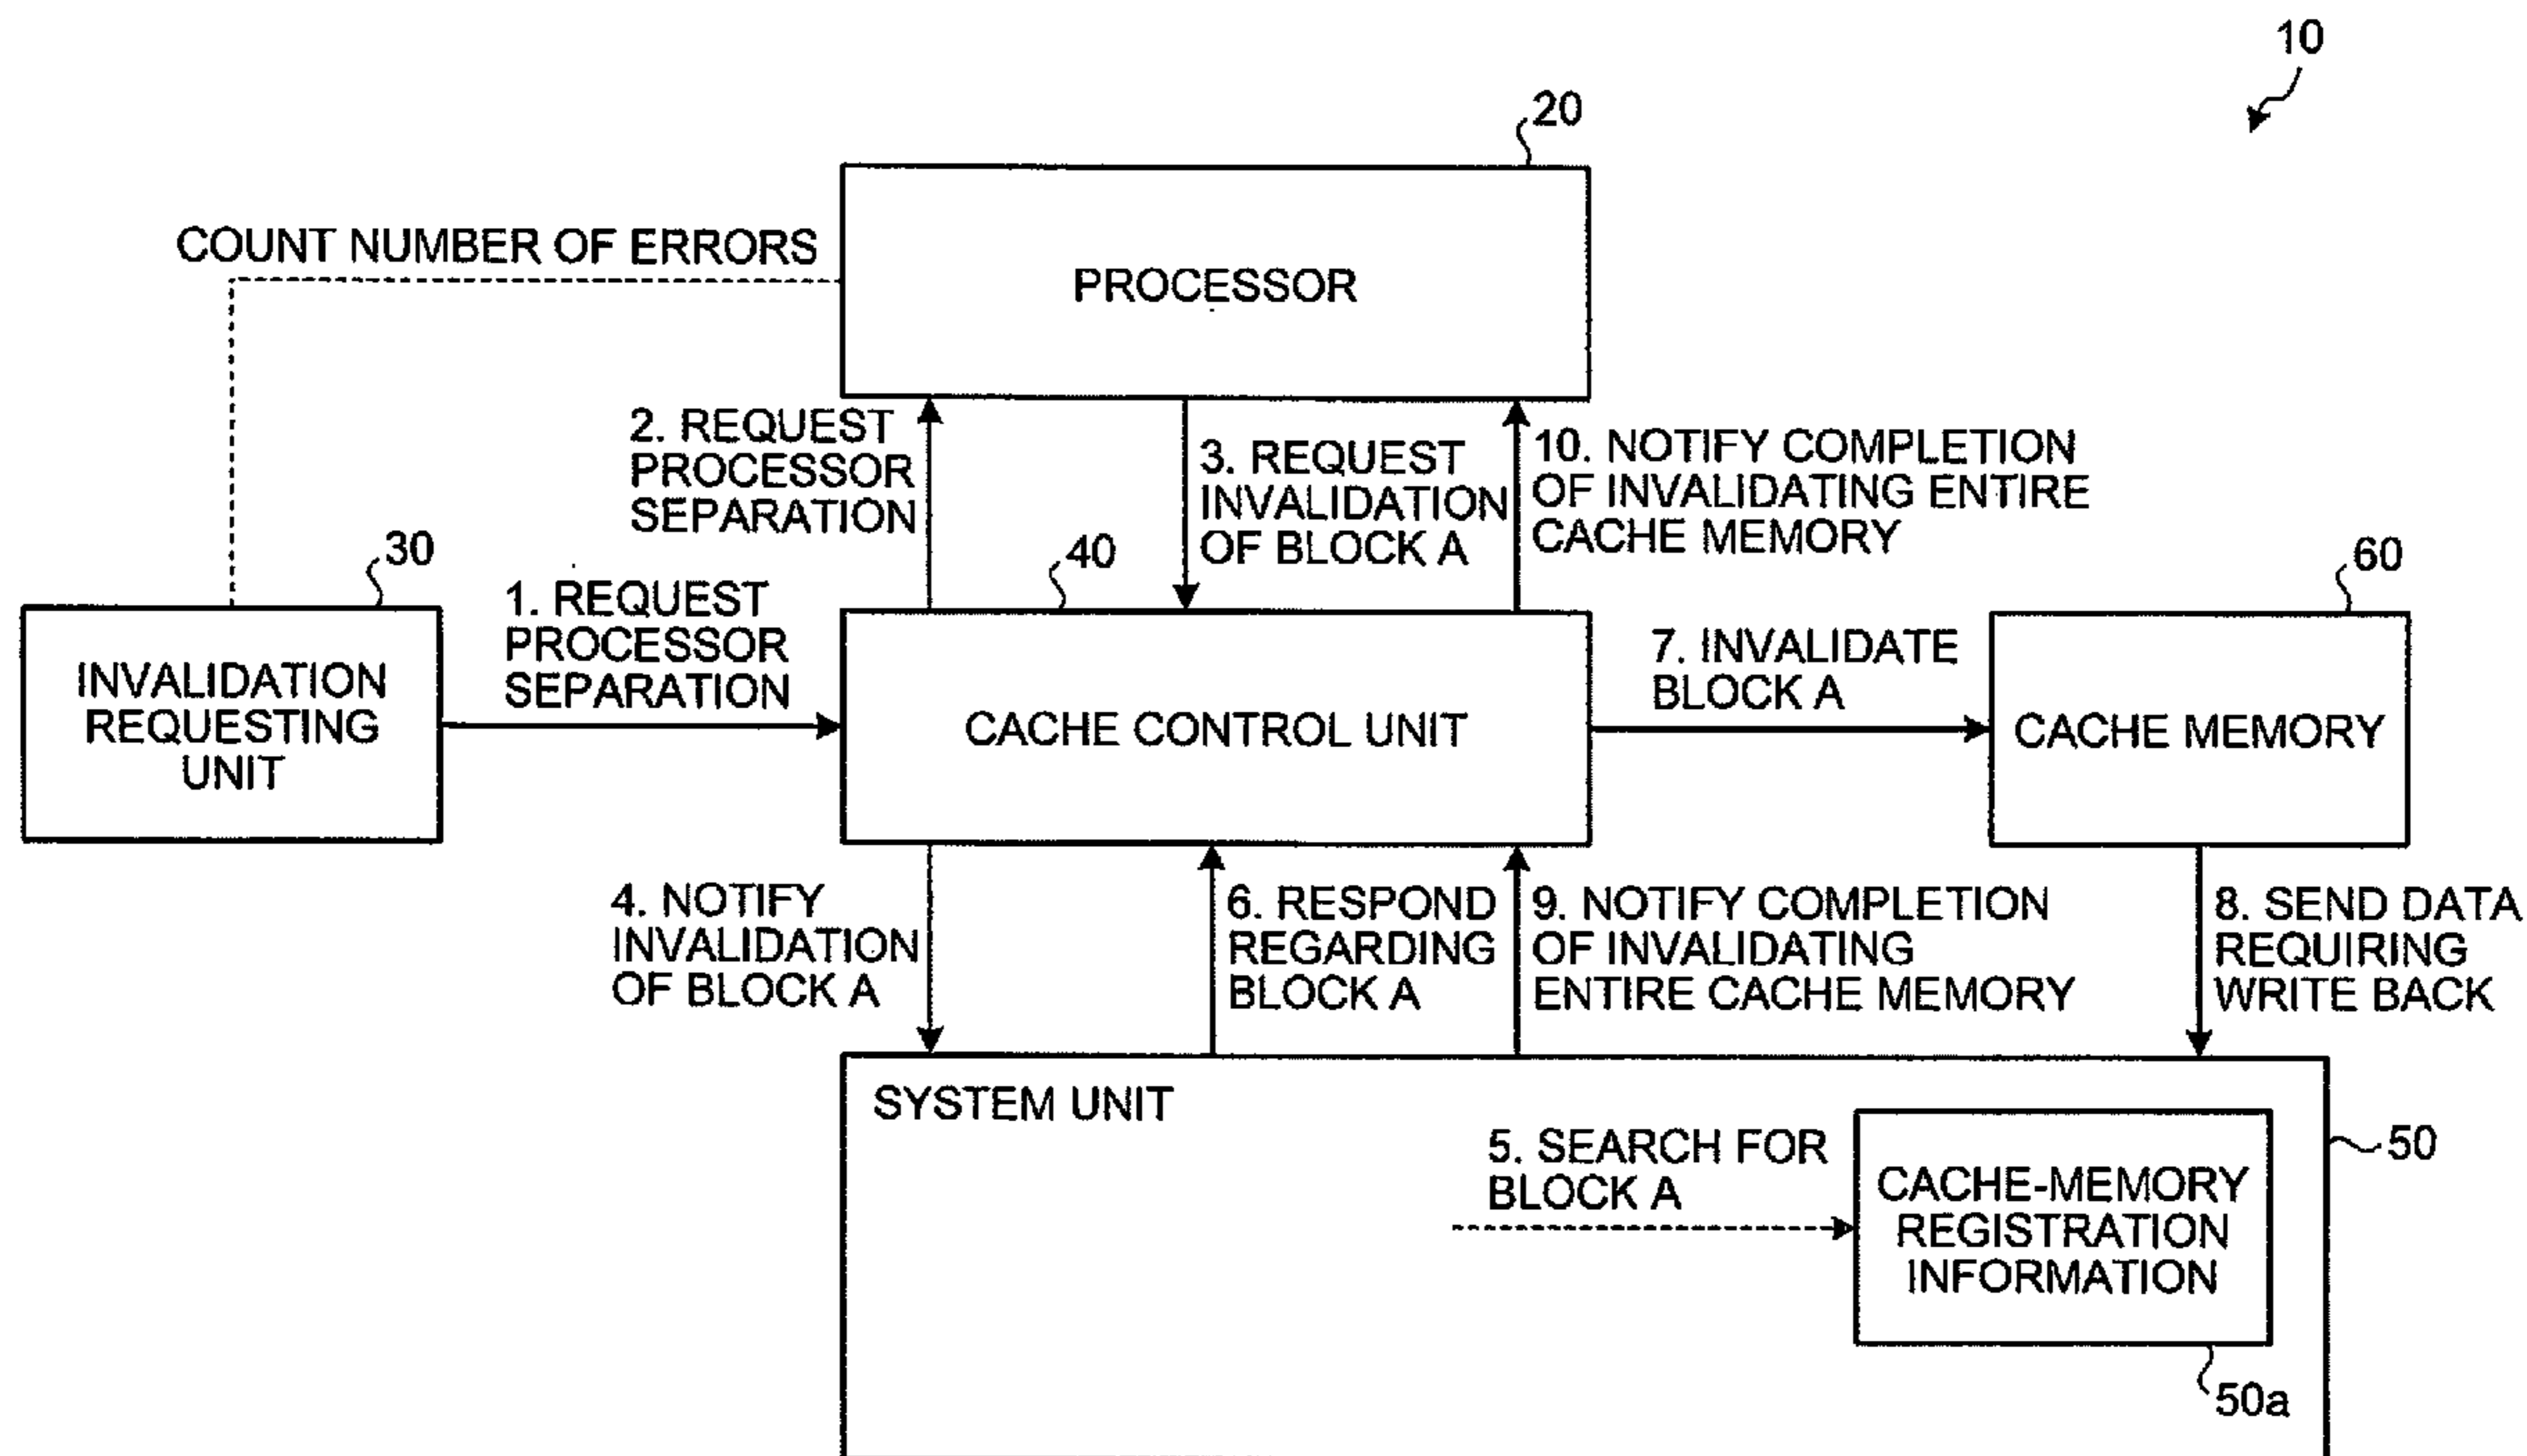 10
20
COUNT NUMBER OF ERRORS
PROCESSOR
2. REQUEST
PROCESSOR
SEPARATION
3. REQUEST
INVALIDATION
OF BLOCK A
10. NOTIFY COMPLETION
OF INVALIDATING ENTIRE
CACHE MEMORY
30
40
60
1. REQUEST
PROCESSOR
SEPARATION
7. INVALIDATE
BLOCK A
INVALIDATION
REQUESTING
UNIT
CACHE CONTROL UNIT
CACHE MEMORY
4. NOTIFY
INVALIDATION
OF BLOCK A
6. RESPOND
REGARDING
BLOCK A
9. NOTIFY COMPLETION
OF INVALIDATING
ENTIRE CACHE MEMORY
8. SEND DATA
REQUIRING
WRITE BACK
SYSTEM UNIT
5. SEARCH FOR
BLOCK A
50
CACHE-MEMORY
REGISTRATION
INFORMATION
50a